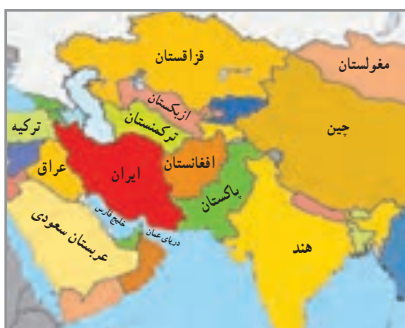 قزاقستان
مغولستان
ازبکستان
ترکمنستان
ترکیه
چین
عراق
ایران
افغانستان
پاکستان
خلیج فارس
دریای عمان
عربستان سعودی
هند